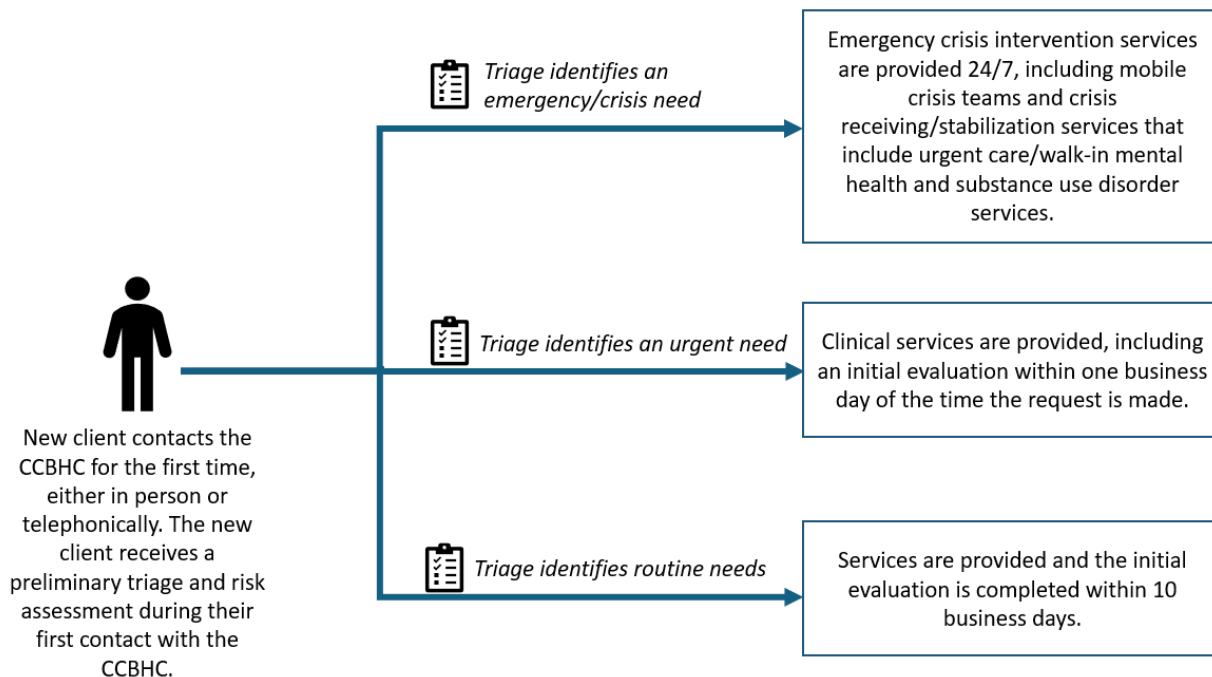 Triage identifies an
emergency/crisis need
Emergency crisis intervention services
are provided 24/7, including mobile
crisis teams and crisis
receiving/stabilization services that
include urgent care/walk-in mental
health and substance use disorder
services.
New client contacts the
CCBHC for the first time,
either in person or
telephonically. The new
client receives a
preliminary triage and risk
assessment during their
first contact with the
CCBHC.
Triage identifies an urgent need
Clinical services are provided, including
an initial evaluation within one business
day of the time the request is made.
Triage identifies routine needs
Services are provided and the initial
evaluation is completed within 10
business days.